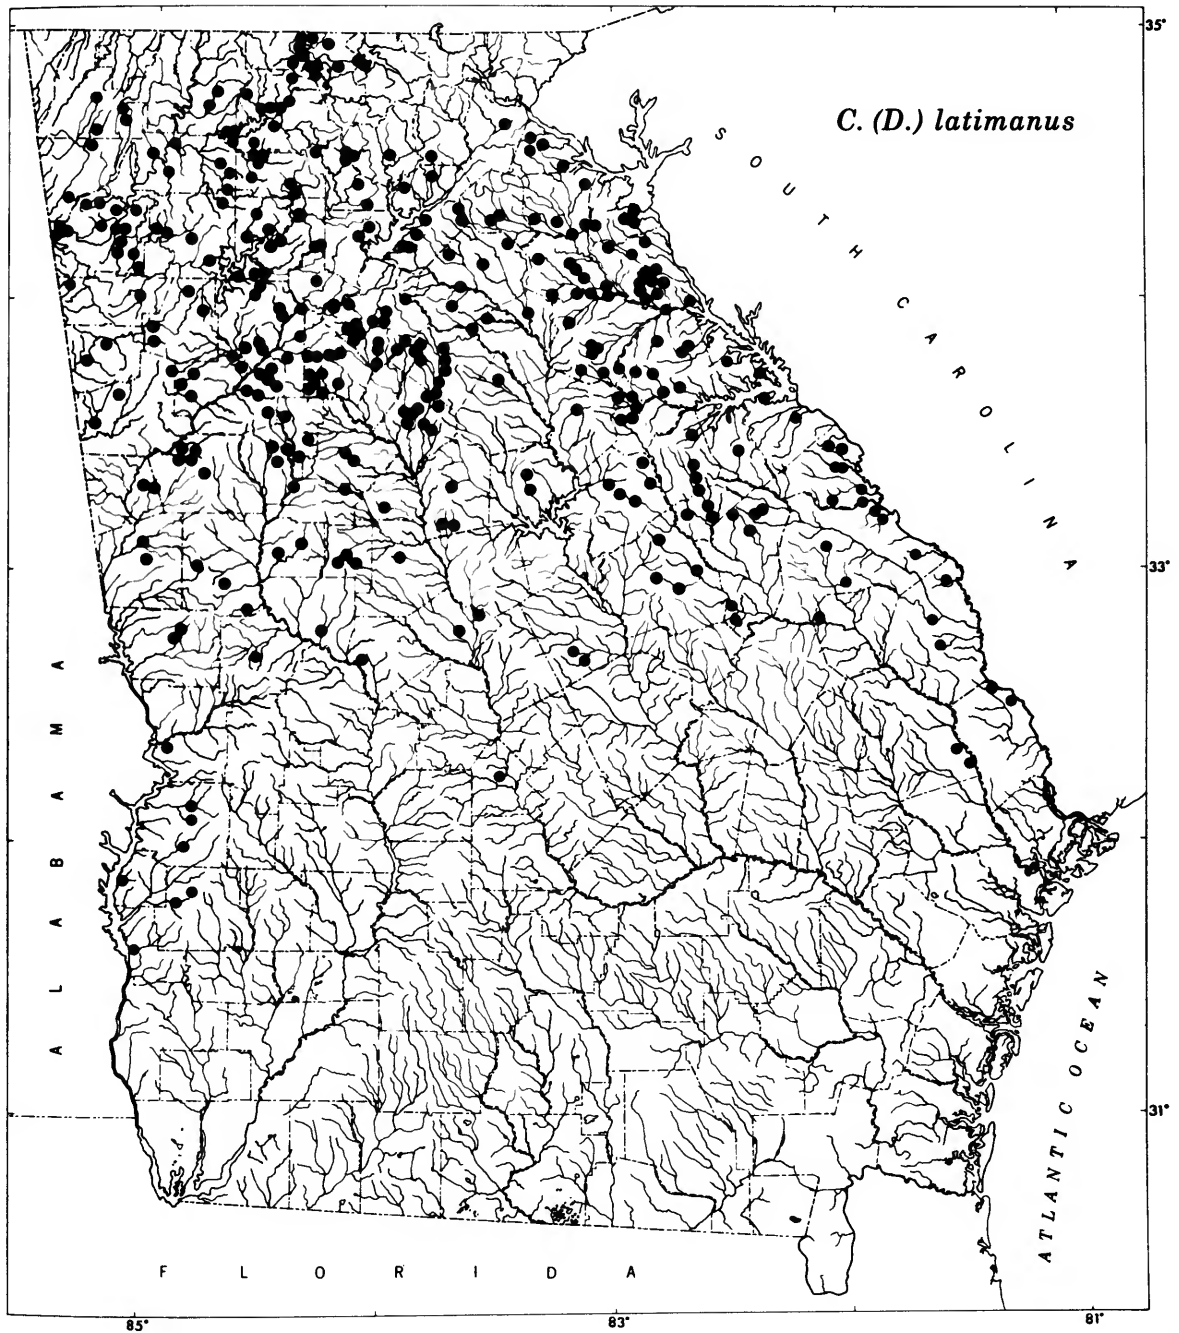 35°
C. (D.) latimanus
SOUTH CAROLINA
33°
ALABAMA
31°
ATLANTIC OCEAN
FLORIDA
85° 83° 81°